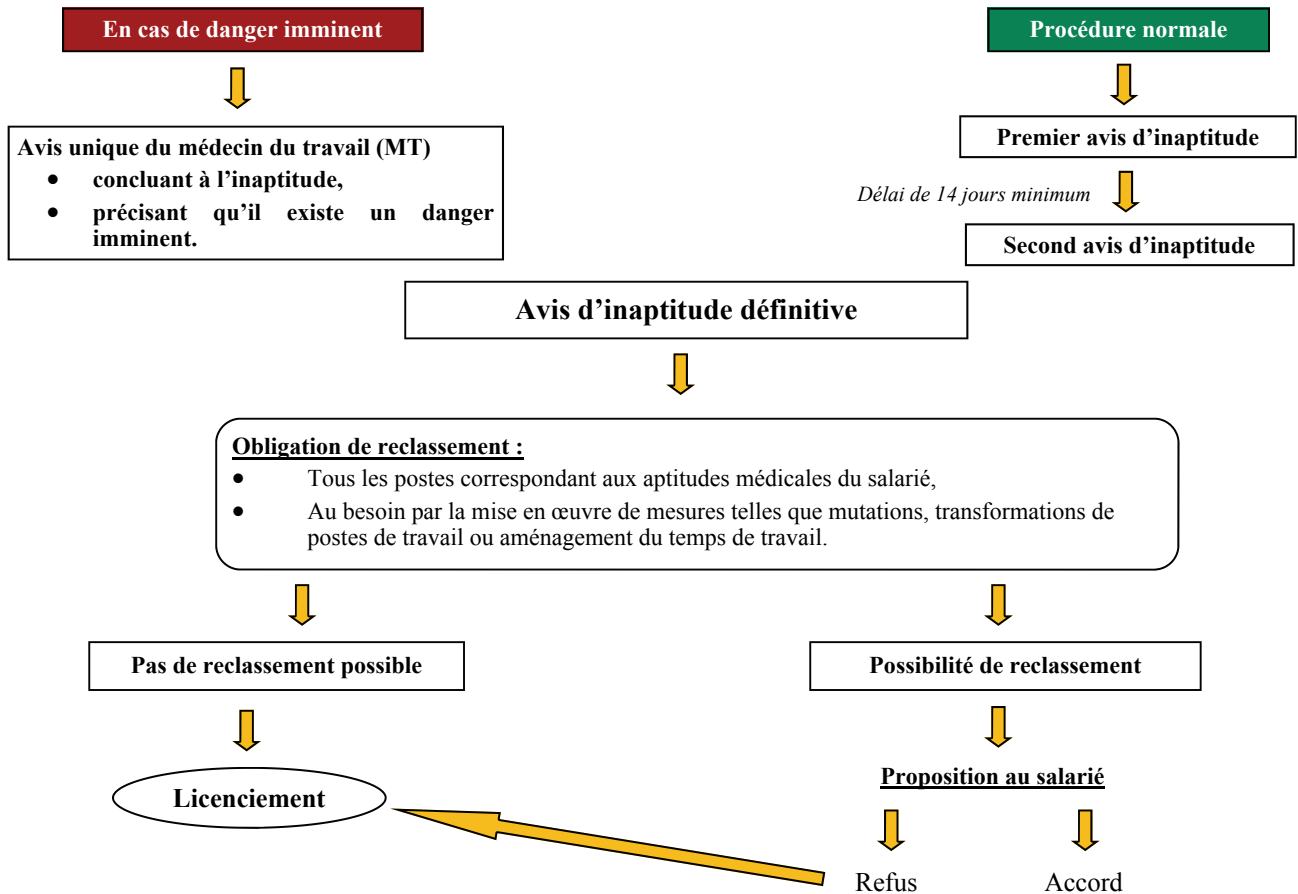 En cas de danger imminent
Procédure normale
Avis unique du médecin du travail (MT)
• concluant à l’inaptitude,
• précisant qu’il existe un danger
imminent.
Premier avis d’inaptitude
Délai de 14 jours minimum
Second avis d’inaptitude
Avis d’inaptitude définitive
Obligation de reclassement :
• Tous les postes correspondant aux aptitudes médicales du salarié,
• Au besoin par la mise en œuvre de mesures telles que mutations, transformations de
postes de travail ou aménagement du temps de travail.
Pas de reclassement possible
Possibilité de reclassement
Proposition au salarié
Licenciement
Refus
Accord